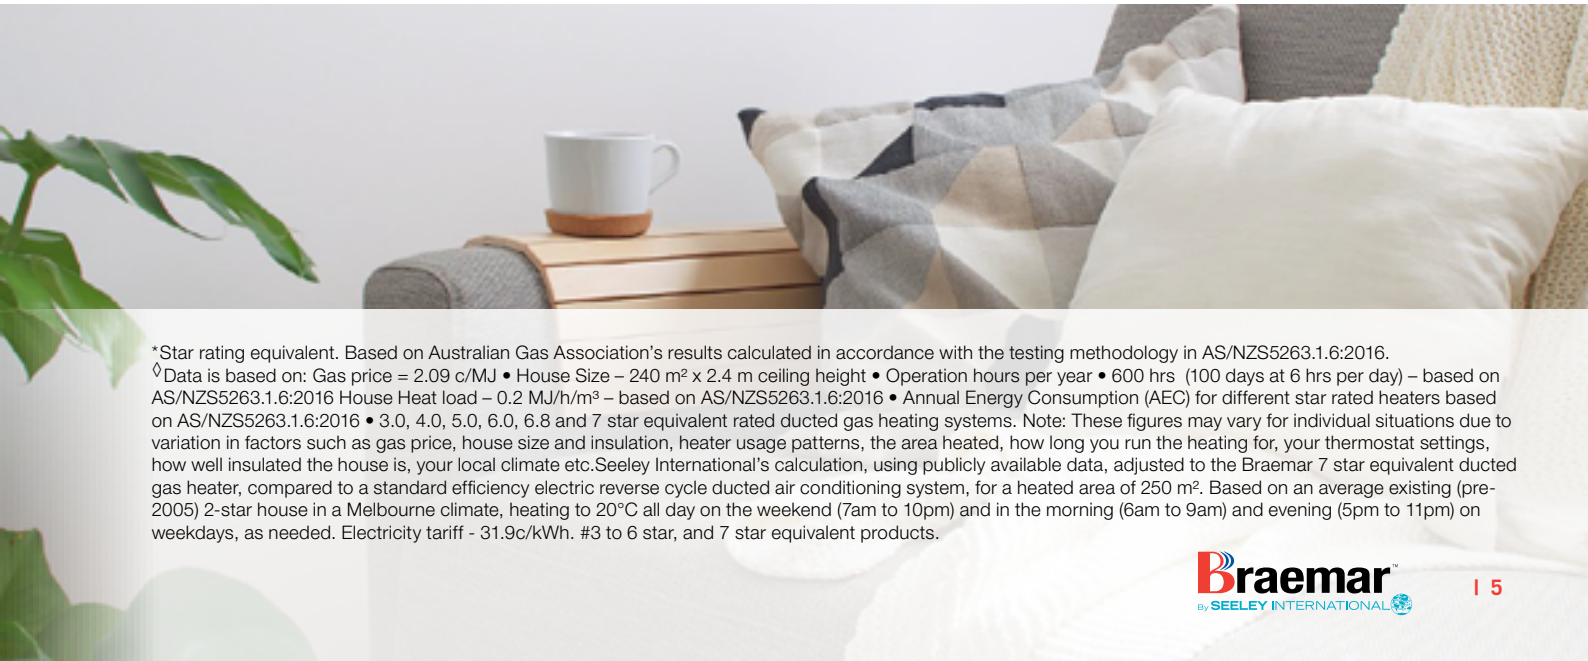 *Star rating equivalent. Based on Australian Gas Association's results calculated in accordance with the testing methodology in AS/NZS5263.1.6:2016.
◊Data is based on: Gas price = 2.09 c/MJ • House Size – 240 m² x 2.4 m ceiling height • Operation hours per year • 600 hrs  (100 days at 6 hrs per day) – based on
AS/NZS5263.1.6:2016 House Heat load – 0.2 MJ/h/m³ – based on AS/NZS5263.1.6:2016 • Annual Energy Consumption (AEC) for different star rated heaters based
on AS/NZS5263.1.6:2016 • 3.0, 4.0, 5.0, 6.0, 6.8 and 7 star equivalent rated ducted gas heating systems. Note: These figures may vary for individual situations due to
variation in factors such as gas price, house size and insulation, heater usage patterns, the area heated, how long you run the heating for, your thermostat settings,
how well insulated the house is, your local climate etc.Seeley International's calculation, using publicly available data, adjusted to the Braemar 7 star equivalent ducted
gas heater, compared to a standard efficiency electric reverse cycle ducted air conditioning system, for a heated area of 250 m². Based on an average existing (pre-
2005) 2-star house in a Melbourne climate, heating to 20°C all day on the weekend (7am to 10pm) and in the morning (6am to 9am) and evening (5pm to 11pm) on
weekdays, as needed. Electricity tariff - 31.9c/kWh. #3 to 6 star, and 7 star equivalent products.
Braemar™
By SEELEY INTERNATIONAL
| 5